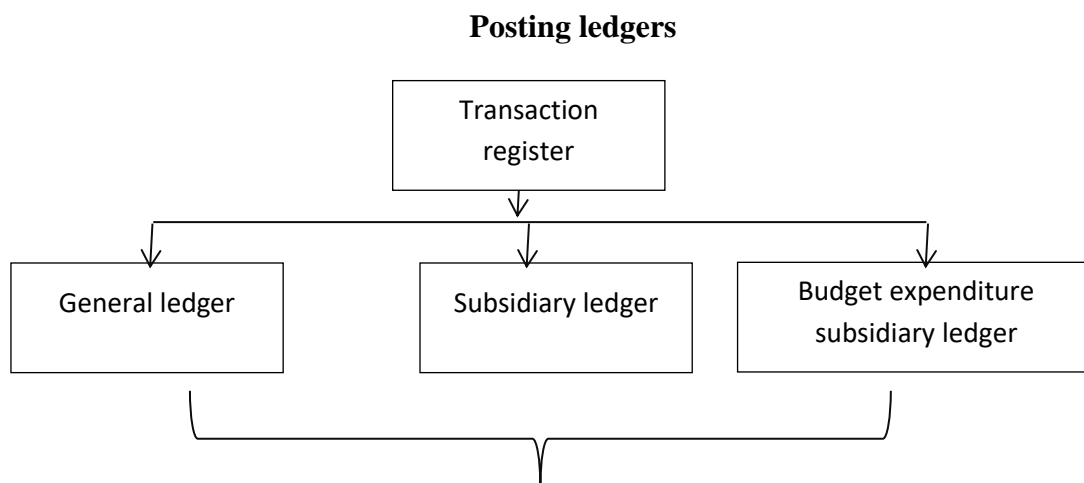 Posting ledgers
Transaction
register
General ledger
Subsidiary ledger
Budget expenditure
subsidiary ledger